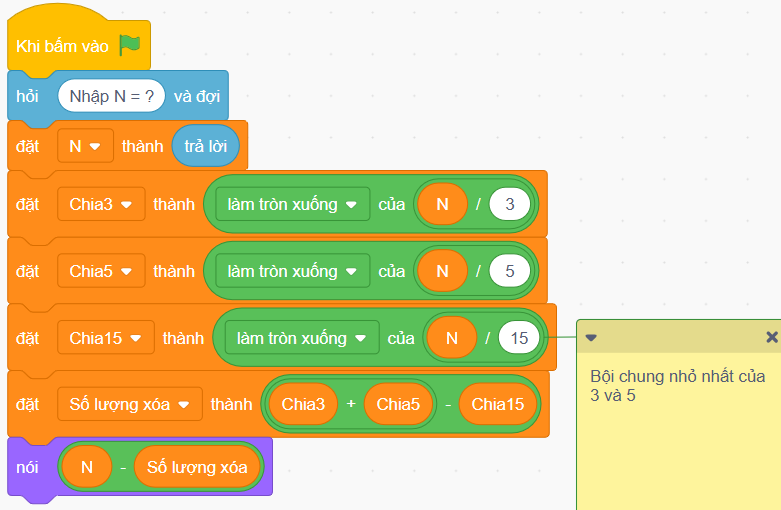 Khi bấm vào
hỏi Nhập N = ? và đợi
đặt N thành trả lời
đặt Chia3 thành làm tròn xuống của N / 3
đặt Chia5 thành làm tròn xuống của N / 5
đặt Chia15 thành làm tròn xuống của N / 15
đặt Số lượng xóa thành Chia3 + Chia5 - Chia15
nói N - Số lượng xóa
Bội chung nhỏ nhất của
3 và 5